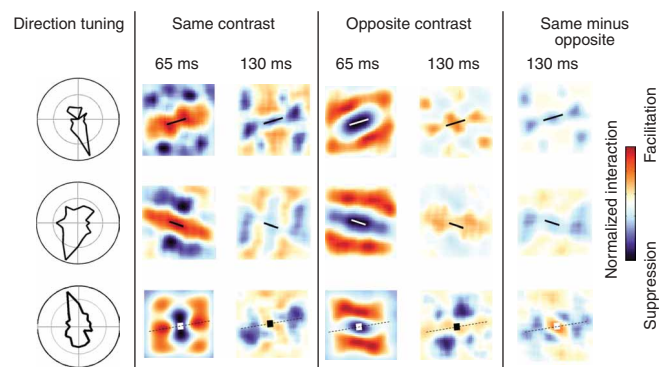 Direction tuning
Same contrast
Opposite contrast
Same minus
opposite
65 ms
130 ms
65 ms
130 ms
130 ms
Normalized interaction
Suppression
Facilitation